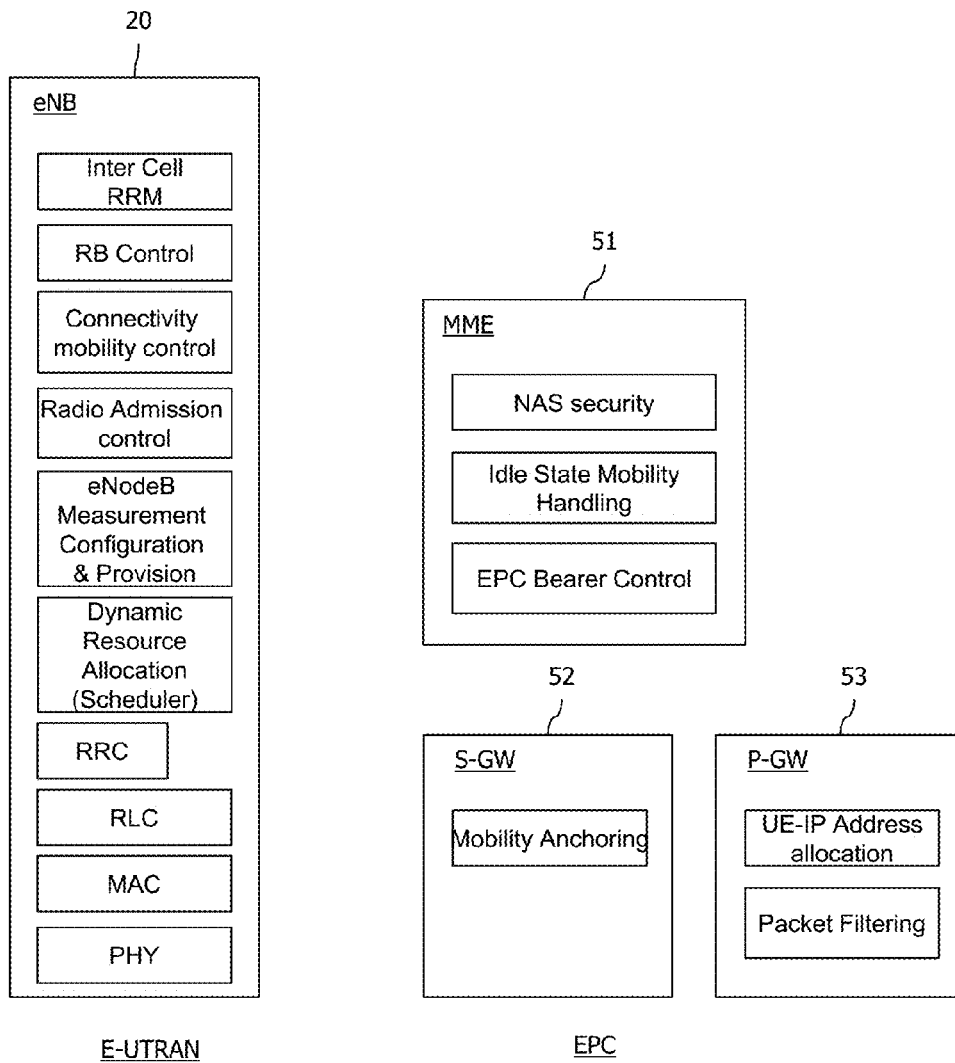 20
eNB
Inter Cell
RRM
RB Control
Connectivity
mobility control
Radio Admission
control
eNodeB
Measurement
Configuration
& Provision
Dynamic
Resource
Allocation
(Scheduler)
RRC
RLC
MAC
PHY
E-UTRAN
51
MME
NAS security
Idle State Mobility
Handling
EPC Bearer Control
52
S-GW
Mobility Anchoring
53
P-GW
UE-IP Address
allocation
Packet Filtering
EPC